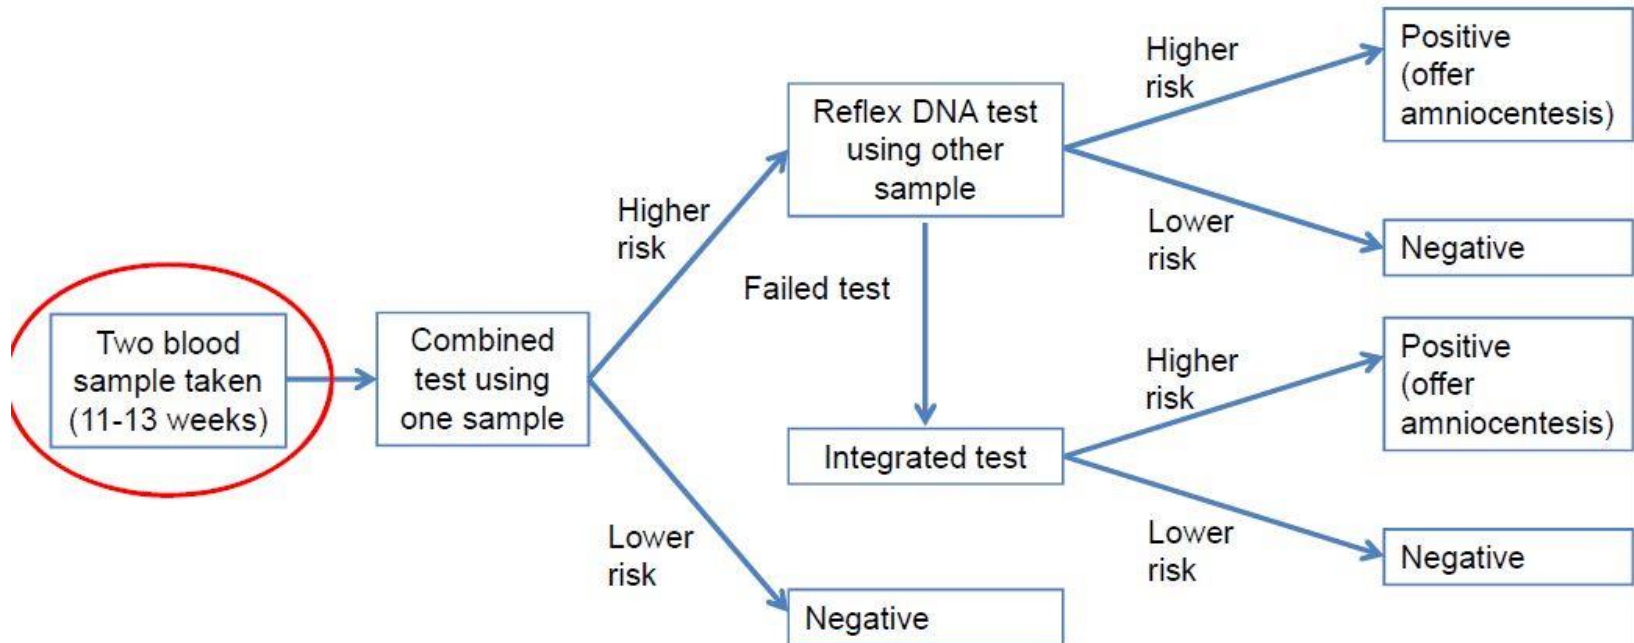 Two blood
sample taken
(11-13 weeks)
Combined
test using
one sample
Higher
risk
Lower
risk
Reflex DNA test
using other
sample
Failed test
Integrated test
Negative
Higher
risk
Lower
risk
Positive
(offer
amniocentesis)
Negative
Higher
risk
Lower
risk
Positive
(offer
amniocentesis)
Negative